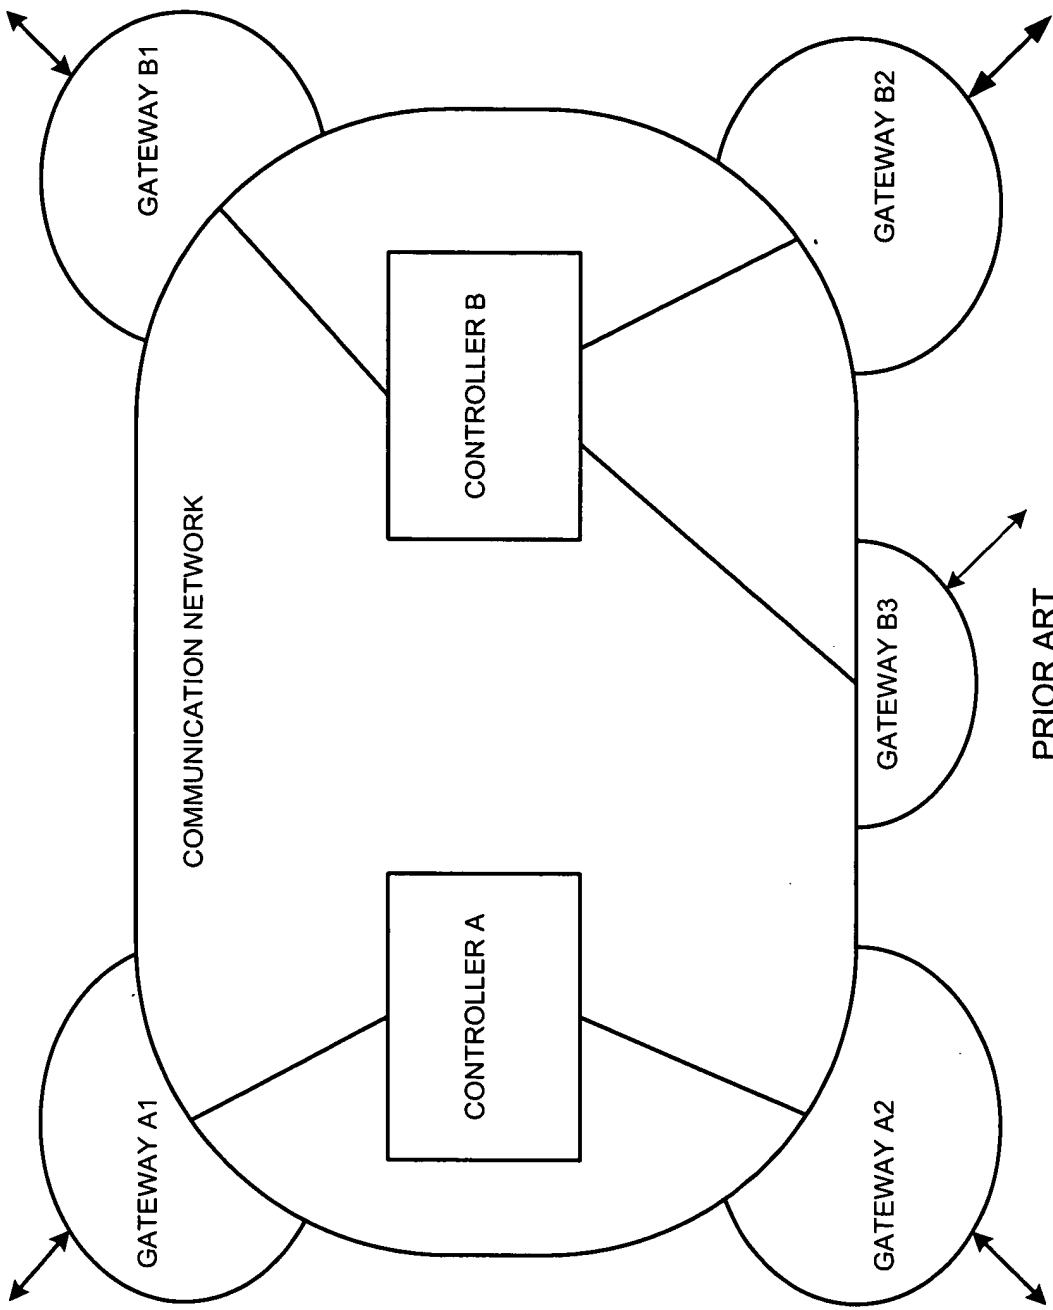 GATEWAY A1
GATEWAY B1
COMMUNICATION NETWORK
CONTROLLER A
CONTROLLER B
GATEWAY A2
GATEWAY B3
GATEWAY B2
PRIOR ART